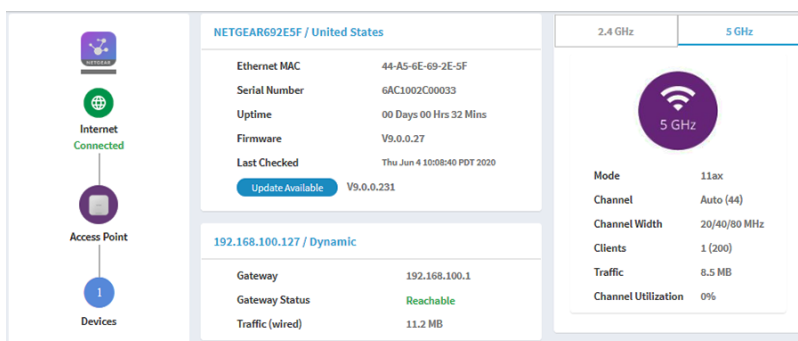 NETGEAR
Internet
Connected
Access Point
1
Devices
NETGEAR692E5F / United States
Ethernet MAC 44-A5-6E-69-2E-5F
Serial Number 6AC1002C00033
Uptime 00 Days 00 Hrs 32 Mins
Firmware V9.0.0.27
Last Checked Thu Jun 4 10:08:40 PDT 2020
Update Available V9.0.0.231
192.168.100.127 / Dynamic
Gateway 192.168.100.1
Gateway Status Reachable
Traffic (wired) 11.2 MB
2.4 GHz 5 GHz
5 GHz
Mode 11ax
Channel Auto (44)
Channel Width 20/40/80 MHz
Clients 1 (200)
Traffic 8.5 MB
Channel Utilization 0%